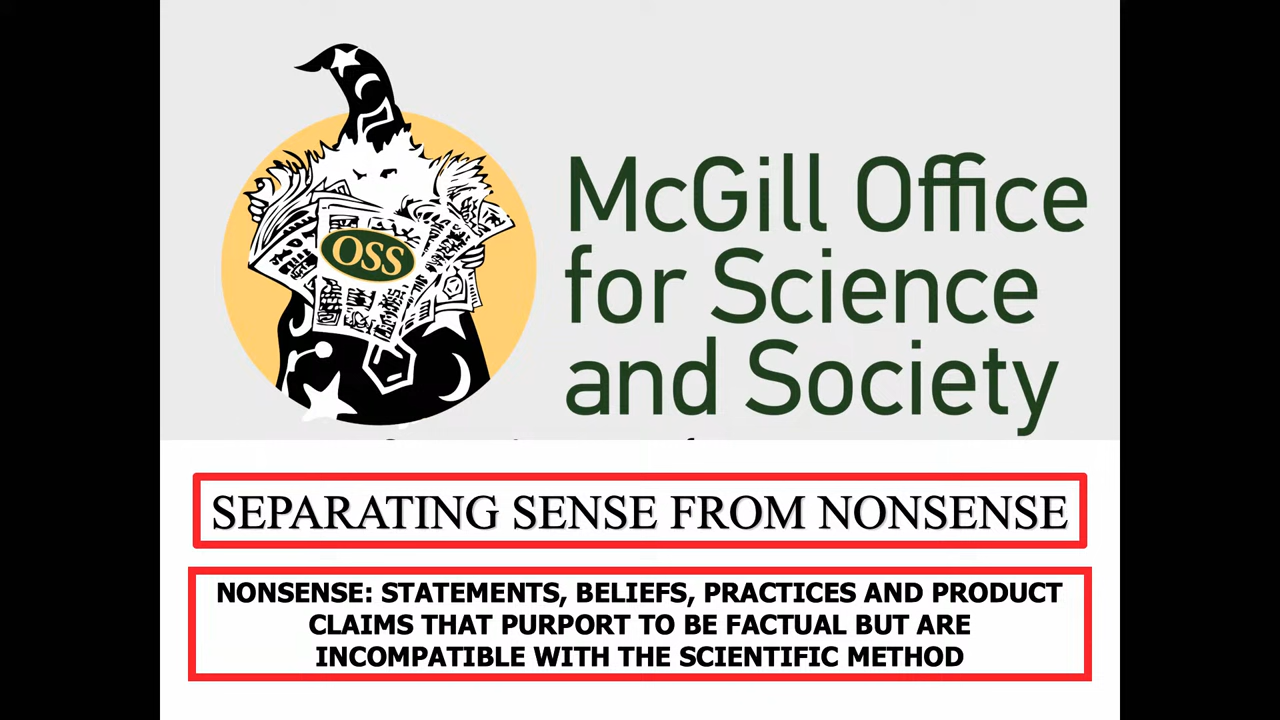 OSS
McGill Office
for Science
and Society
SEPARATING SENSE FROM NONSENSE
NONSENSE: STATEMENTS, BELIEFS, PRACTICES AND PRODUCT
CLAIMS THAT PURPORT TO BE FACTUAL BUT ARE
INCOMPATIBLE WITH THE SCIENTIFIC METHOD